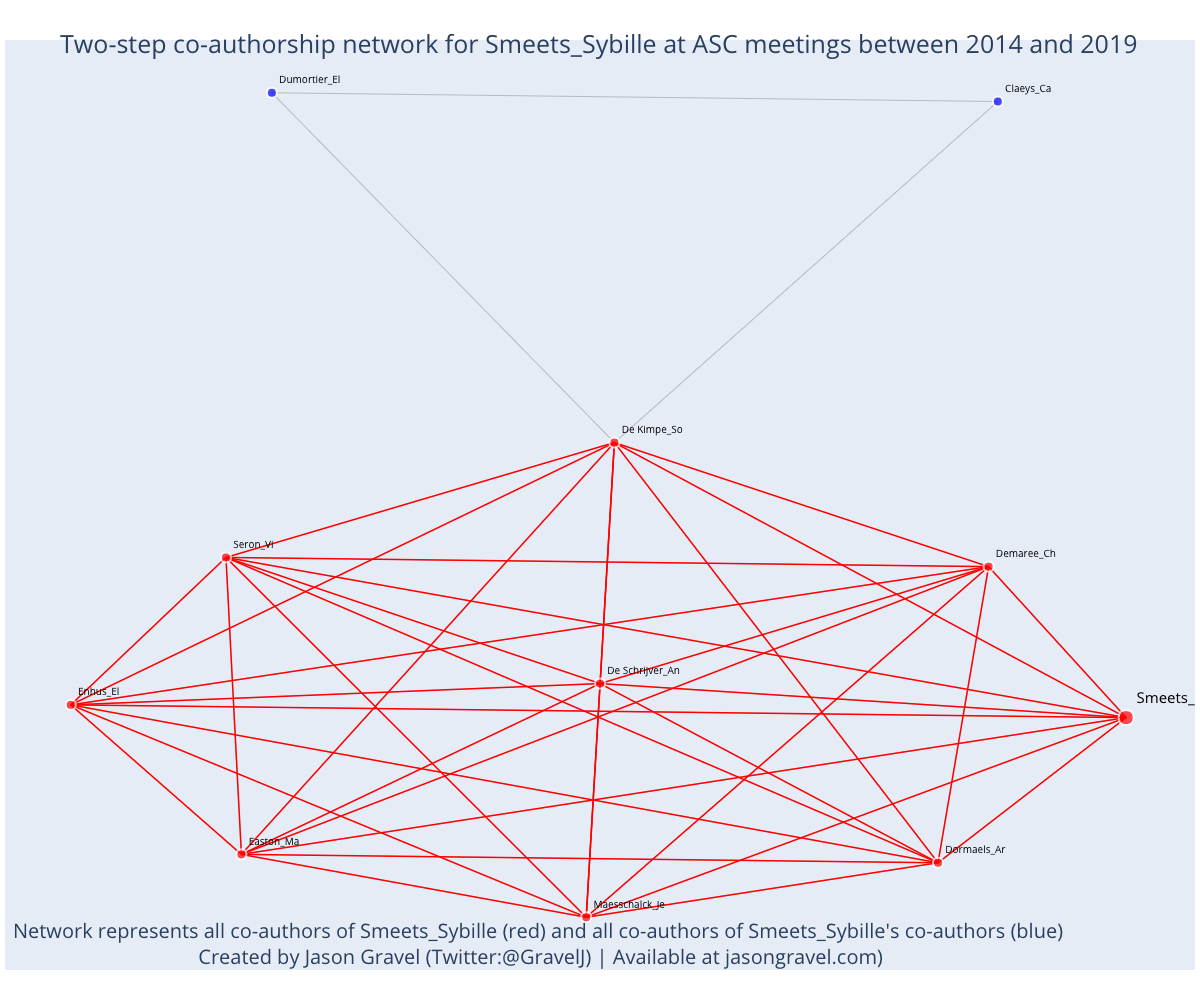 Two-step co-authorship network for Smeets_Sybille at ASC meetings between 2014 and 2019
Dumortier_El
Claeys_Ca
De Kimpe_So
Seron_Vi
Demaree_Ch
De Schrijver_An
Enhus_El
Smeets_
Easton_Ma
Dormaels_Ar
Maesschalck_Je
Network represents all co-authors of Smeets_Sybille (red) and all co-authors of Smeets_Sybille's co-authors (blue)
Created by Jason Gravel (Twitter:@GravelJ) | Available at jasongravel.com)